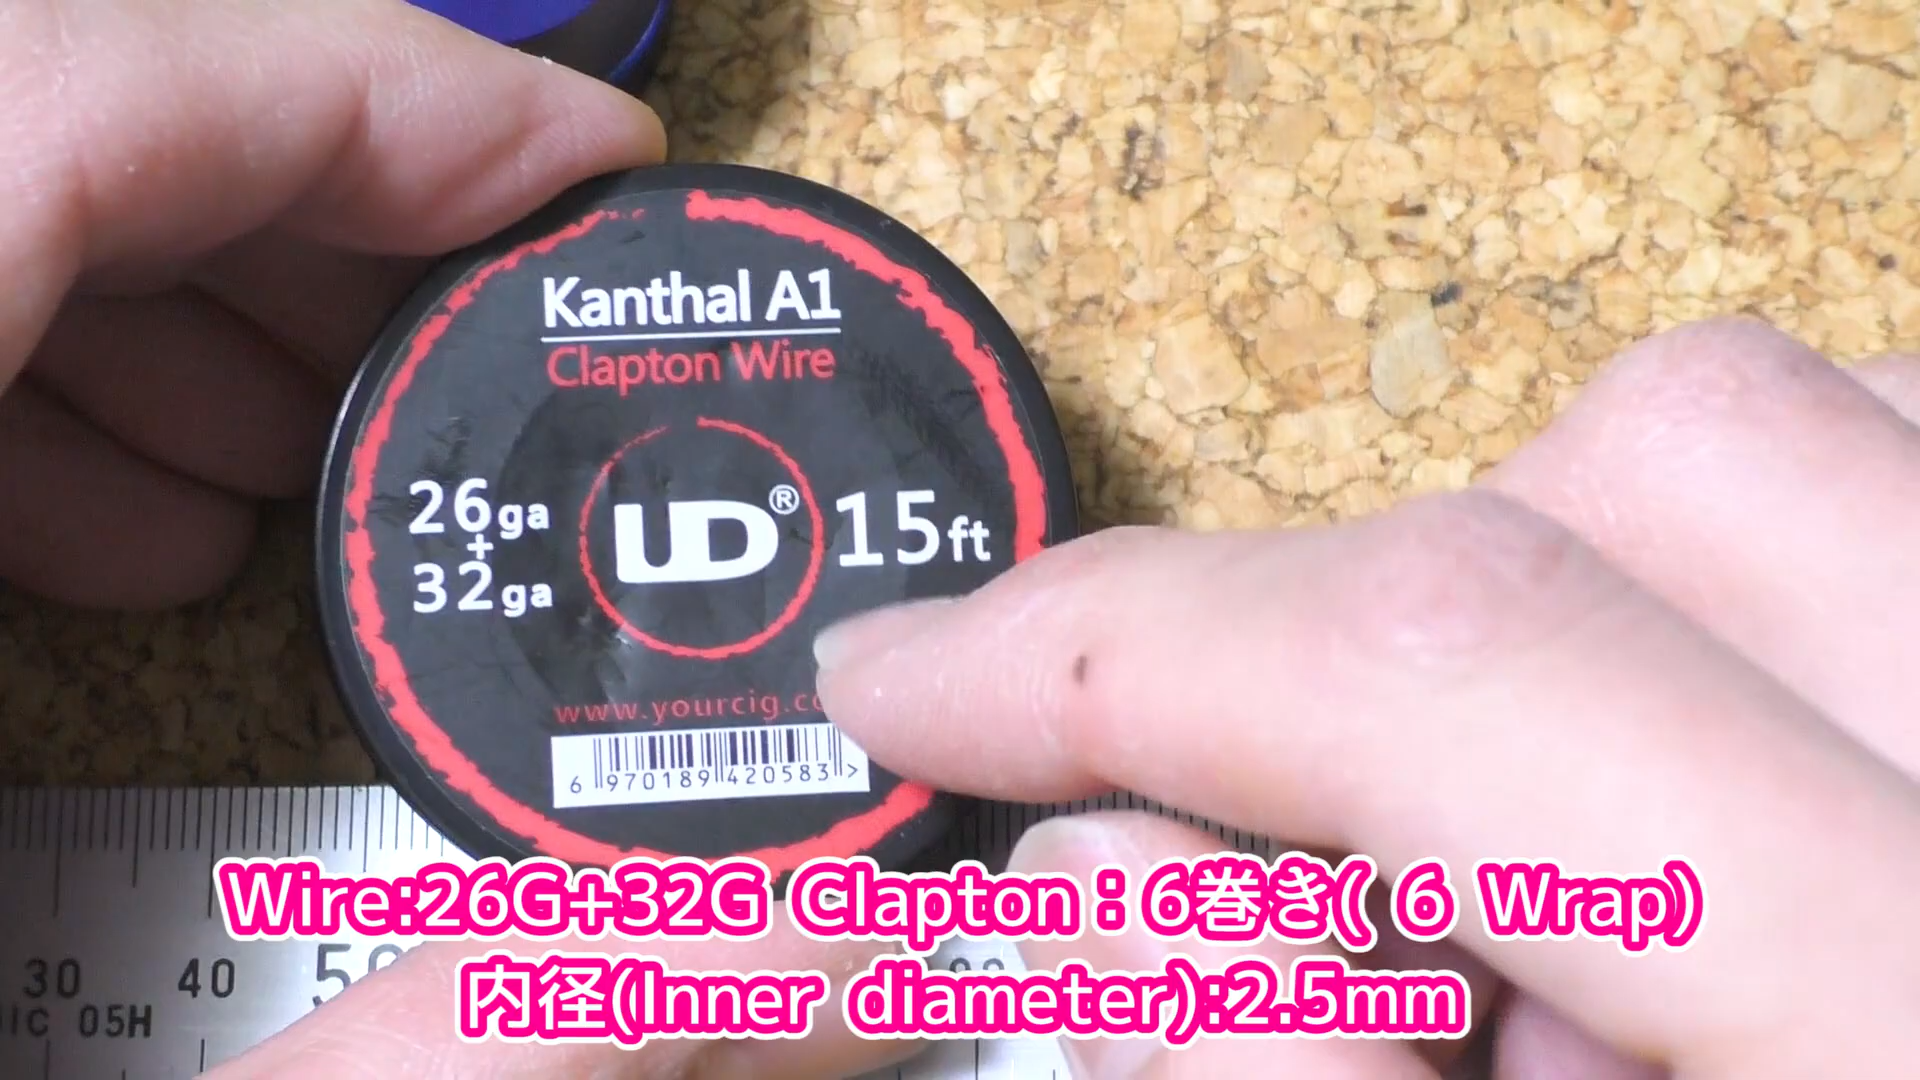 Kanthal A1
Clapton Wire
26ga
+
32ga
UD®
15ft
www.yourcig.c
6 970189 420583 >
Wire:26G+32G Clapton：6巻き( 6 Wrap)
内径(Inner diameter):2.5mm
30 40
05H